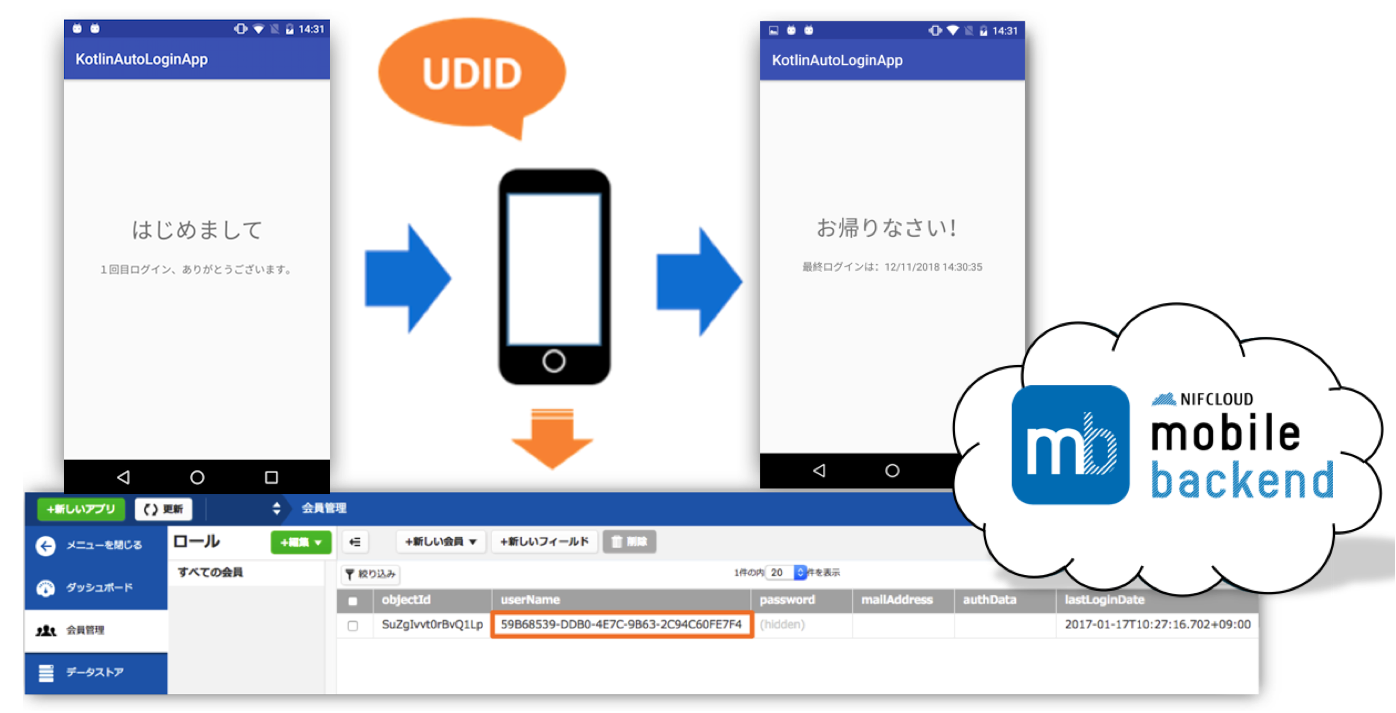 14:31
KotlinAutoLoginApp
はじめまして
1回目ログイン、ありがとうございます。
UDID
14:31
KotlinAutoLoginApp
お帰りなさい!
最終ログインは: 12/11/2018 14:30:35
NIFCLOUD
mb
mobile
backend
+新しいアプリ 更新 会員管理
メニューを閉じる
ダッシュボード
会員管理
データストア
ロール +編集 ▼
すべての会員
+新しい会員 ▼ +新しいフィールド 削除
絞り込み 1件の内 20 件を表示
objectId userName password mailAddress authData lastLoginDate
SuZgIvvt0rBvQ1Lp 59B68539-DDB0-4E7C-9B63-2C94C60FE7F4 (hidden) 2017-01-17T10:27:16.702+09:00